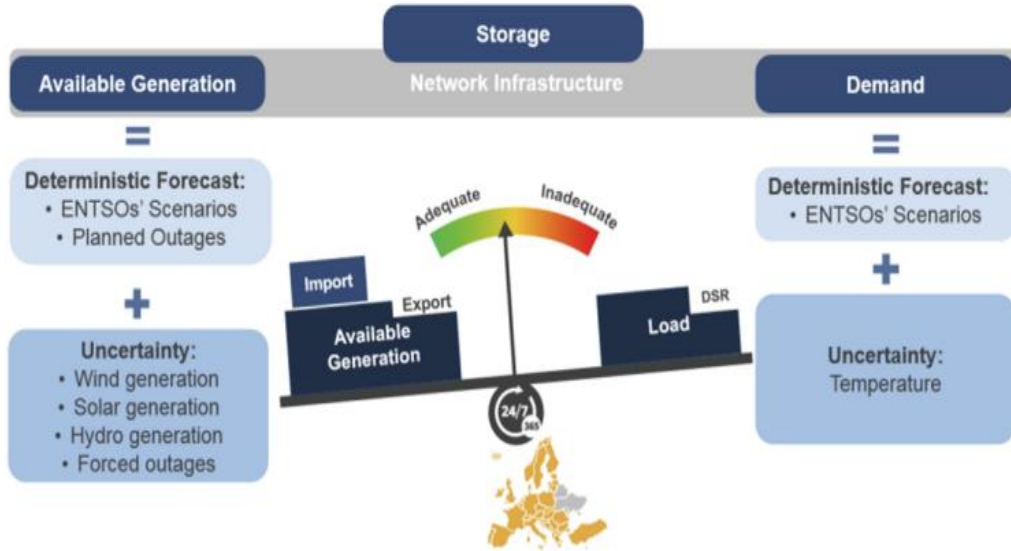 Storage
Network Infrastructure
Available Generation
=
Deterministic Forecast:
• ENTSOs' Scenarios
• Planned Outages
+
Uncertainty:
• Wind generation
• Solar generation
• Hydro generation
• Forced outages
Adequate
Inadequate
Import
Export
Available
Generation
Load
DSR
24/7
365
Demand
=
Deterministic Forecast:
• ENTSOs' Scenarios
+
Uncertainty:
Temperature